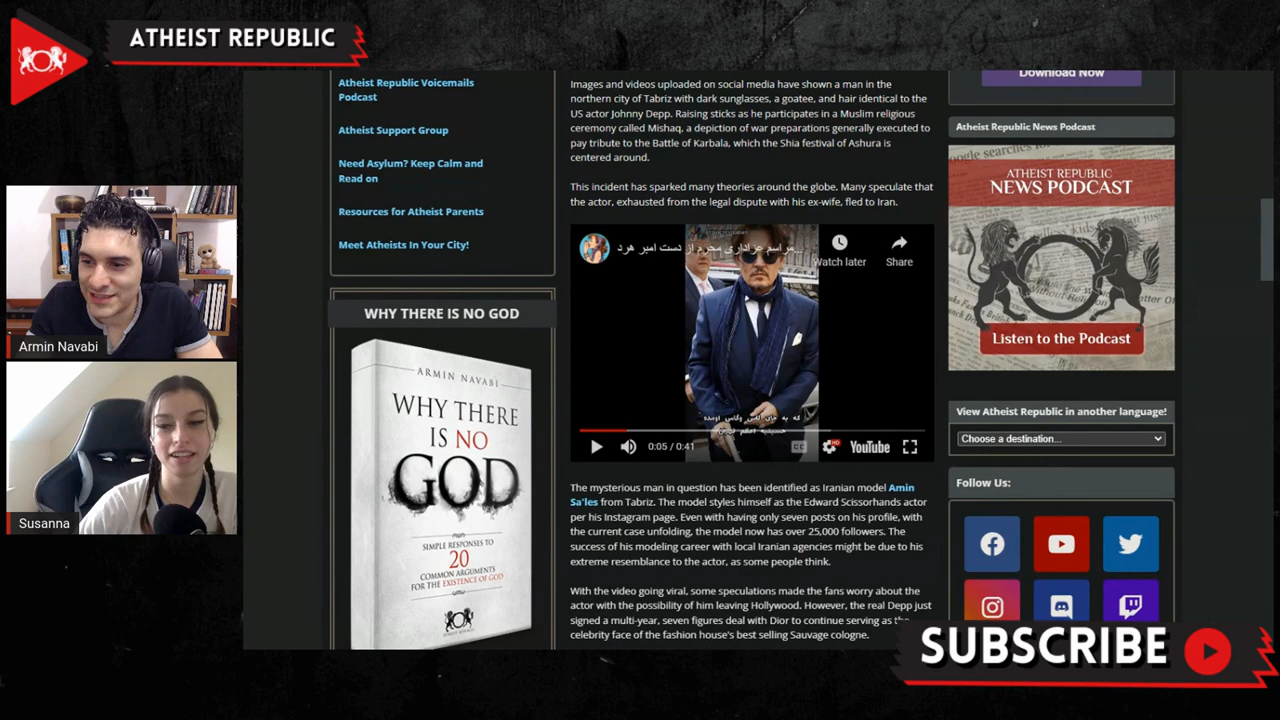 ATHEIST REPUBLIC
Atheist Republic Voicemails
Podcast
Atheist Support Group
Need Asylum? Keep Calm and
Read on
Resources for Atheist Parents
Meet Atheists In Your City!
WHY THERE IS NO GOD
ARMIN NAVABI
WHY THERE
IS NO
GOD
SIMPLE RESPONSES TO
20
COMMON ARGUMENTS
FOR THE EXISTENCE OF GOD
Images and videos uploaded on social media have shown a man in the
northern city of Tabriz with dark sunglasses, a goatee, and hair identical to the
US actor Johnny Depp. Raising sticks as he participates in a Muslim religious
ceremony called Mishaq, a depiction of war preparations generally executed to
pay tribute to the Battle of Karbala, which the Shia festival of Ashura is
centered around.
This incident has sparked many theories around the globe. Many speculate that
the actor, exhausted from the legal dispute with his ex-wife, fled to Iran.
مراسم عزاداری محرم از دست امبر هرد...
Watch later
Share
0:05 / 0:41
CC
HD
YouTube
The mysterious man in question has been identified as Iranian model Amin
Sa'les from Tabriz. The model styles himself as the Edward Scissorhands actor
per his Instagram page. Even with having only seven posts on his profile, with
the current case unfolding, the model now has over 25,000 followers. The
success of his modeling career with local Iranian agencies might be due to his
extreme resemblance to the actor, as some people think.
With the video going viral, some speculations made the fans worry about the
actor with the possibility of him leaving Hollywood. However, the real Depp just
signed a multi-year, seven figures deal with Dior to continue serving as the
celebrity face of the fashion house's best selling Sauvage cologne.
Download Now
Atheist Republic News Podcast
ATHEIST REPUBLIC
NEWS PODCAST
Listen to the Podcast
View Atheist Republic in another language!
Choose a destination...
Follow Us:
Armin Navabi
Susanna
SUBSCRIBE